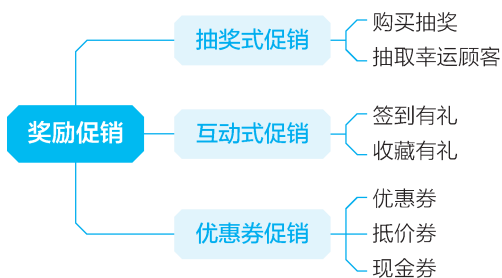 奖励促销
抽奖式促销
购买抽奖
抽取幸运顾客
互动式促销
签到有礼
收藏有礼
优惠券促销
优惠券
抵价券
现金券